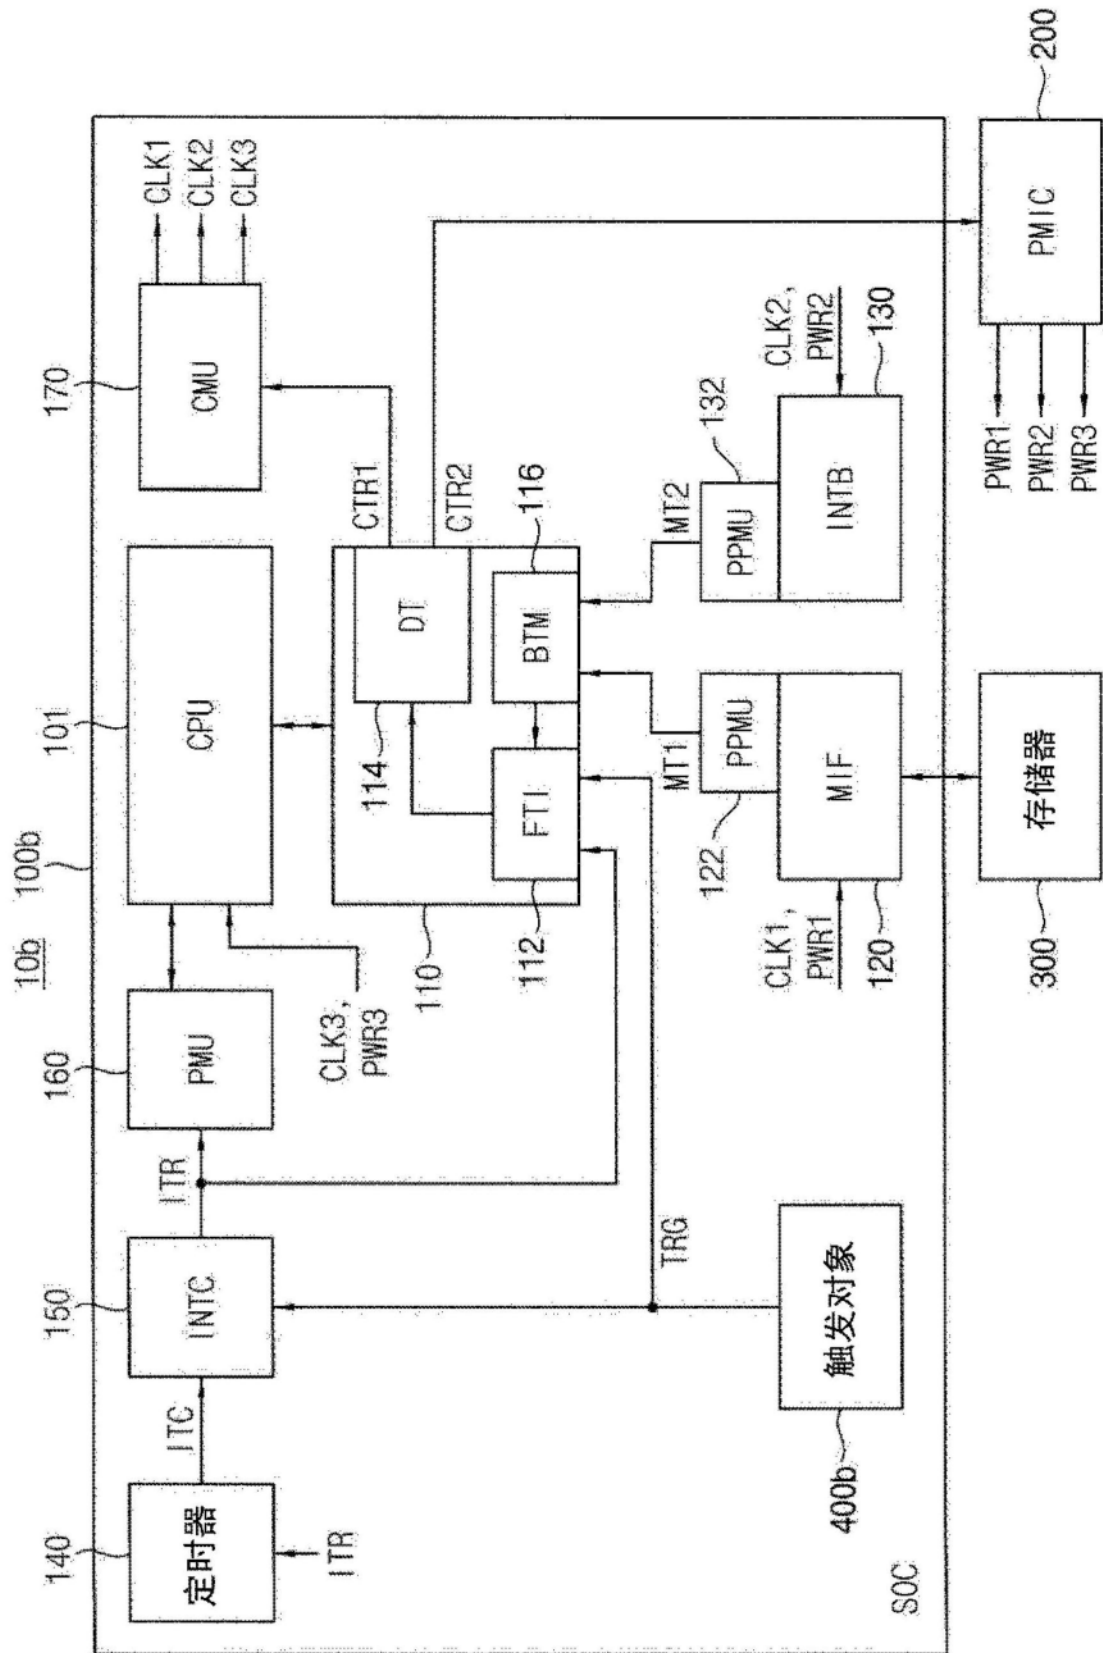 10b
100b
140
150
160
101
170
定时器
ITC
INTC
ITR
PMU
CPU
CMU
CLK1
CLK2
CLK3
ITR
CLK3,
PWR3
110
114
DT
CTR1
CTR2
112
FTI
BTM
116
TRG
MT1
MT2
122
PPMU
PPMU
132
CLK1,
PWR1
MIF
120
INTB
130
CLK2,
PWR2
触发对象
400b
SOC
存储器
300
PMIC
200
PWR1
PWR2
PWR3